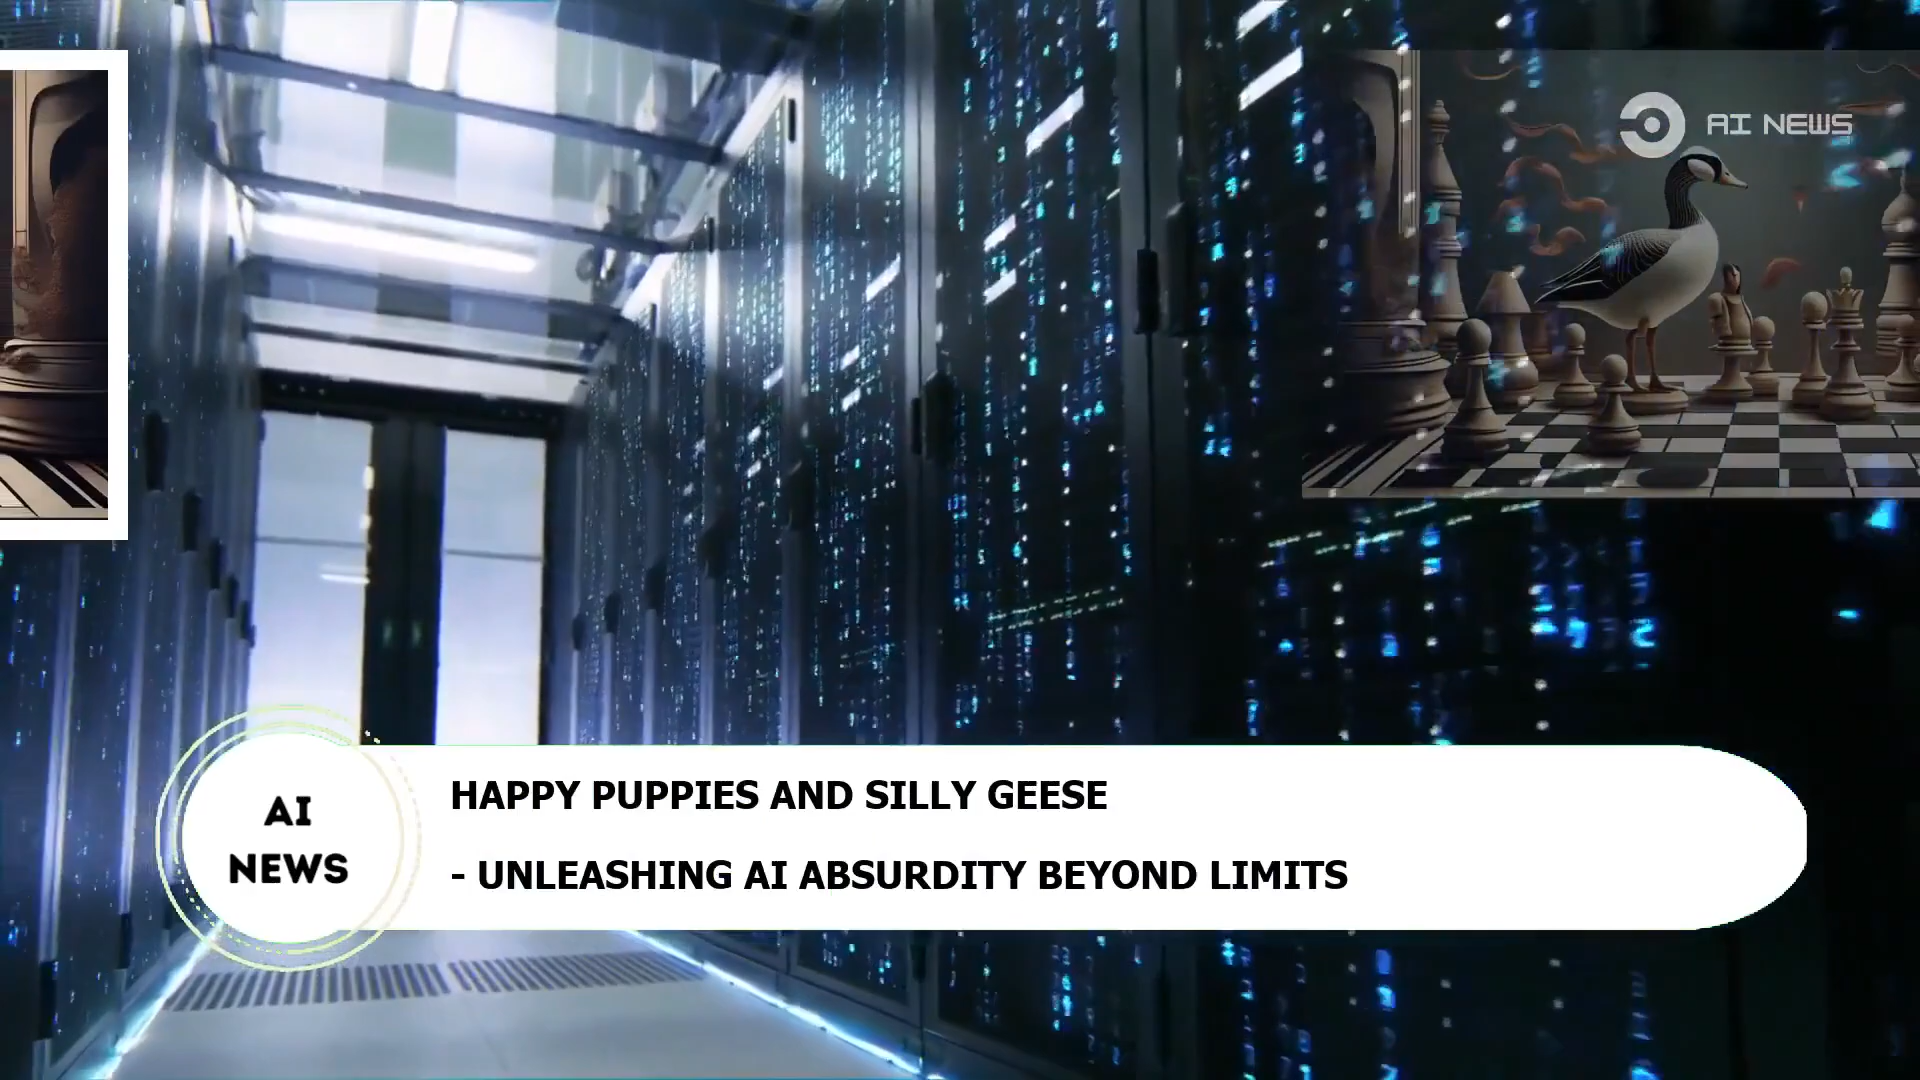 AI NEWS
HAPPY PUPPIES AND SILLY GEESE
- UNLEASHING AI ABSURDITY BEYOND LIMITS
AI
NEWS